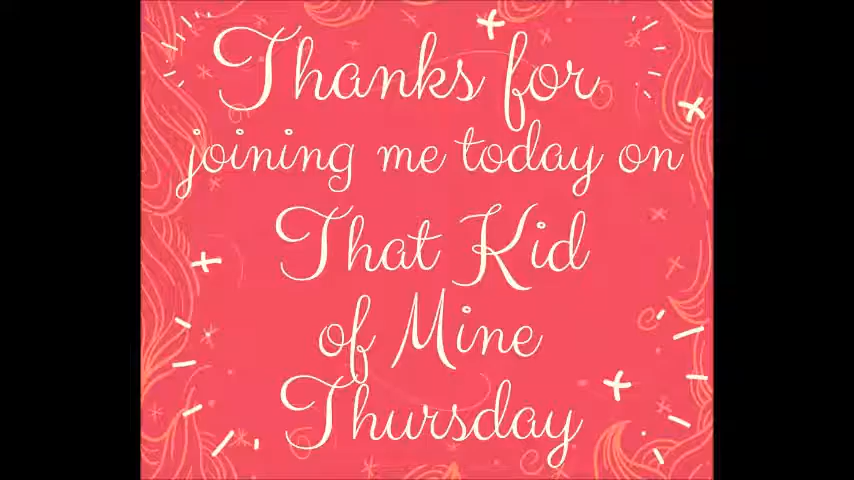 Thanks for
joining me today on
That Kid
of Mine
Thursday